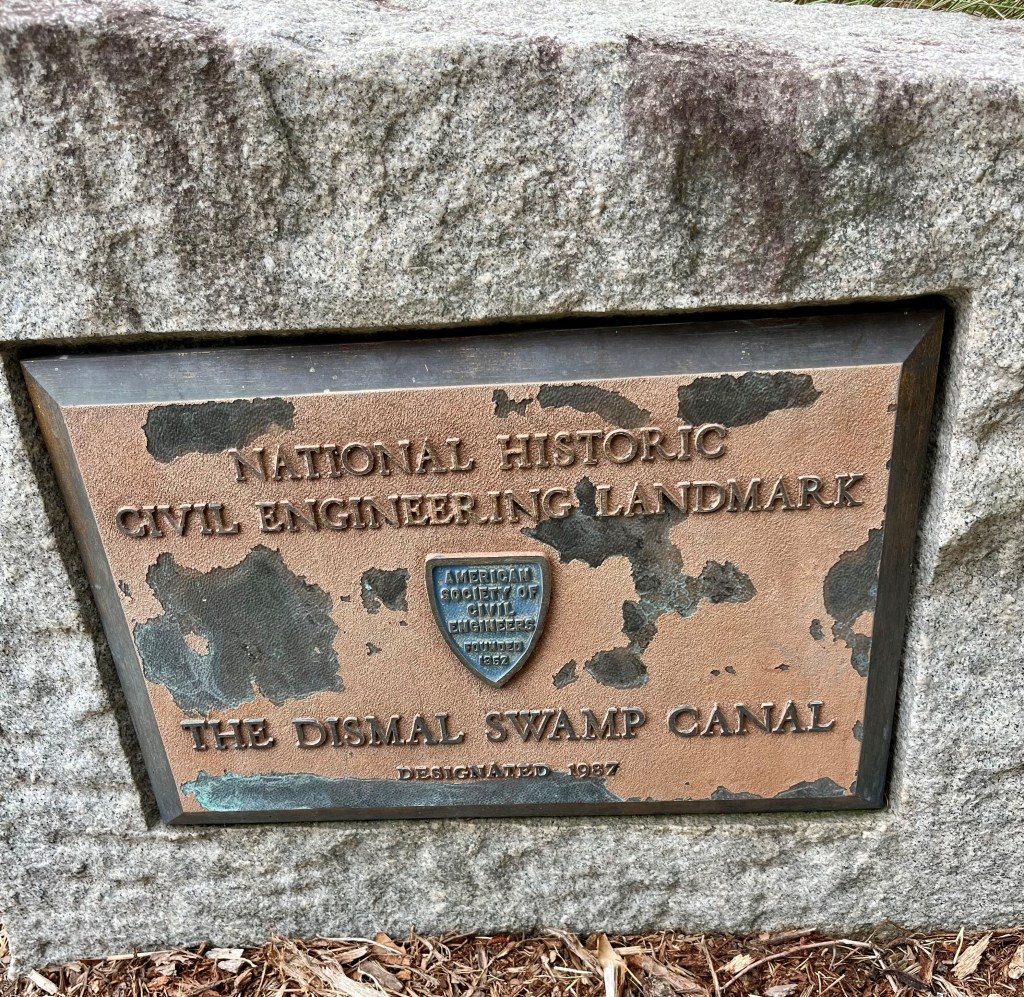 NATIONAL HISTORIC
CIVIL ENGINEERING LANDMARK
AMERICAN
SOCIETY OF
CIVIL
ENGINEERS
FOUNDED
1852
THE DISMAL SWAMP CANAL
DESIGNATED 1987